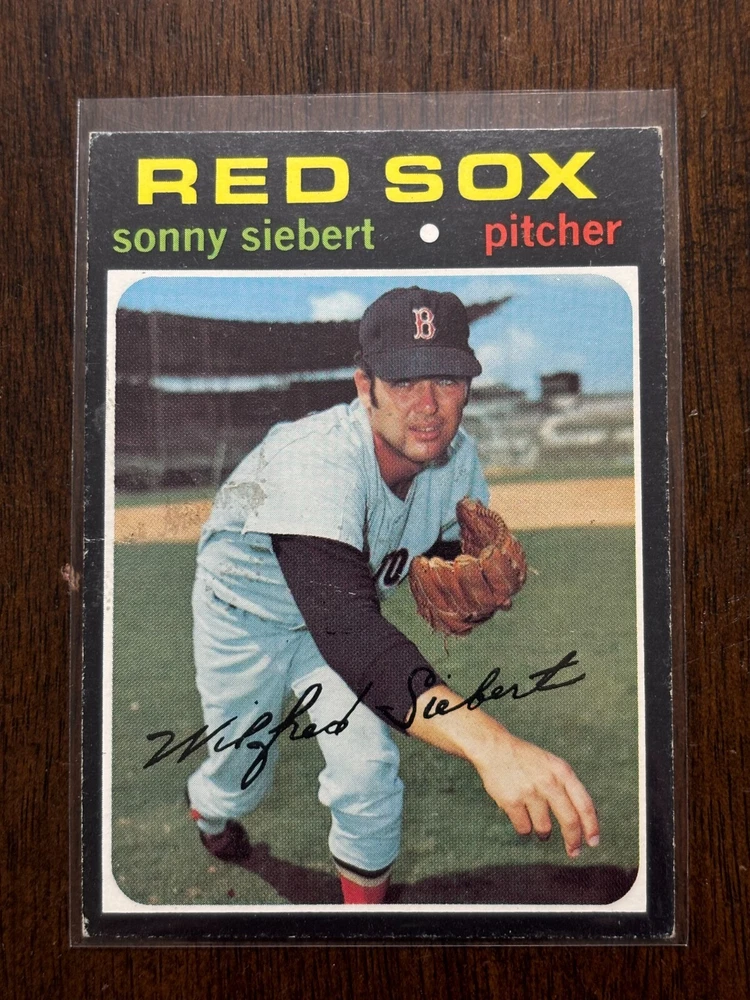 RED SOX
sonny siebert • pitcher
B
Wilfred Siebert